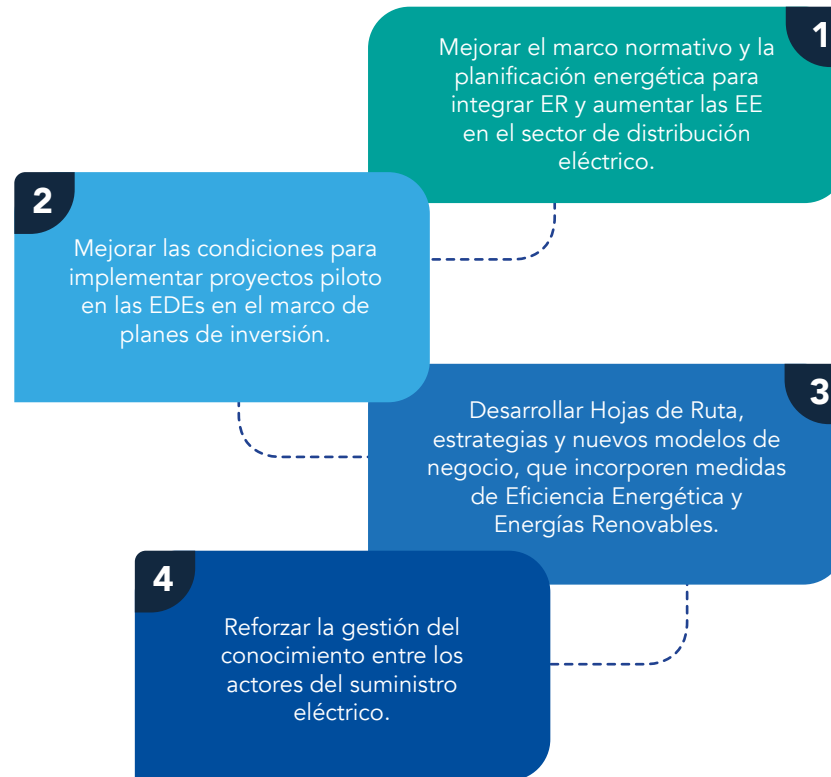 1
Mejorar el marco normativo y la
planificación energética para
integrar ER y aumentar las EE
en el sector de distribución
eléctrico.
2
Mejorar las condiciones para
implementar proyectos piloto
en las EDEs en el marco de
planes de inversión.
3
Desarrollar Hojas de Ruta,
estrategias y nuevos modelos de
negocio, que incorporen medidas
de Eficiencia Energética y
Energías Renovables.
4
Reforzar la gestión del
conocimiento entre los
actores del suministro
eléctrico.